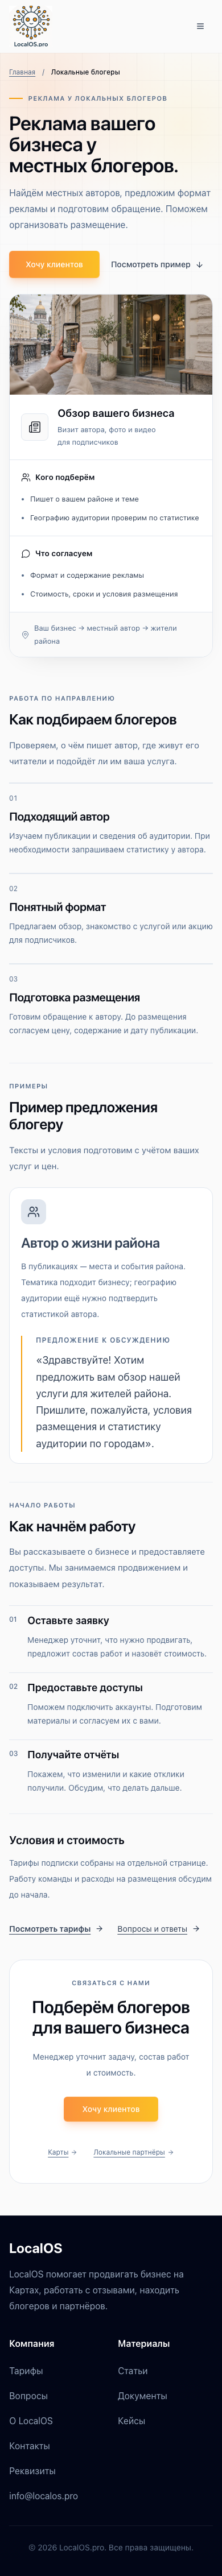 LocalOS.pro
Главная / Локальные блогеры
РЕКЛАМА У ЛОКАЛЬНЫХ БЛОГЕРОВ
Реклама вашего
бизнеса у
местных блогеров.
Найдём местных авторов, предложим формат
рекламы и подготовим обращение. Поможем
организовать размещение.
Хочу клиентов
Посмотреть пример ↓
Обзор вашего бизнеса
Визит автора, фото и видео
для подписчиков
Кого подберём
• Пишет о вашем районе и теме
• Географию аудитории проверим по статистике
Что согласуем
• Формат и содержание рекламы
• Стоимость, сроки и условия размещения
Ваш бизнес → местный автор → жители
района
РАБОТА ПО НАПРАВЛЕНИЮ
Как подбираем блогеров
Проверяем, о чём пишет автор, где живут его
читатели и подойдёт ли им ваша услуга.
01
Подходящий автор
Изучаем публикации и сведения об аудитории. При
необходимости запрашиваем статистику у автора.
02
Понятный формат
Предлагаем обзор, знакомство с услугой или акцию
для подписчиков.
03
Подготовка размещения
Готовим обращение к автору. До размещения
согласуем цену, содержание и дату публикации.
ПРИМЕРЫ
Пример предложения
блогеру
Тексты и условия подготовим с учётом ваших
услуг и цен.
Автор о жизни района
В публикациях — места и события района.
Тематика подходит бизнесу; географию
аудитории ещё нужно подтвердить
статистикой автора.
ПРЕДЛОЖЕНИЕ К ОБСУЖДЕНИЮ
«Здравствуйте! Хотим
предложить вам обзор нашей
услуги для жителей района.
Пришлите, пожалуйста, условия
размещения и статистику
аудитории по городам».
НАЧАЛО РАБОТЫ
Как начнём работу
Вы рассказываете о бизнесе и предоставляете
доступы. Мы занимаемся продвижением и
показываем результат.
01 Оставьте заявку
Менеджер уточнит, что нужно продвигать,
предложит состав работ и назовёт стоимость.
02 Предоставьте доступы
Поможем подключить аккаунты. Подготовим
материалы и согласуем их с вами.
03 Получайте отчёты
Покажем, что изменили и какие отклики
получили. Обсудим, что делать дальше.
Условия и стоимость
Тарифы подписки собраны на отдельной странице.
Работу команды и расходы на размещения обсудим
до начала.
Посмотреть тарифы → Вопросы и ответы →
СВЯЗАТЬСЯ С НАМИ
Подберём блогеров
для вашего бизнеса
Менеджер уточнит задачу, состав работ
и стоимость.
Хочу клиентов
Карты → Локальные партнёры →
LocalOS
LocalOS помогает продвигать бизнес на
Картах, работать с отзывами, находить
блогеров и партнёров.
Компания
Тарифы
Вопросы
О LocalOS
Контакты
Реквизиты
info@localos.pro
Материалы
Статьи
Документы
Кейсы
© 2026 LocalOS.pro. Все права защищены.